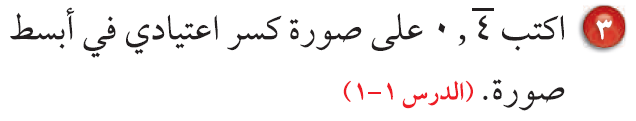 ٣ اكتب ٠,٤̅ على صورة كسر اعتيادي في أبسط
صورة. (الدرس ١-١)